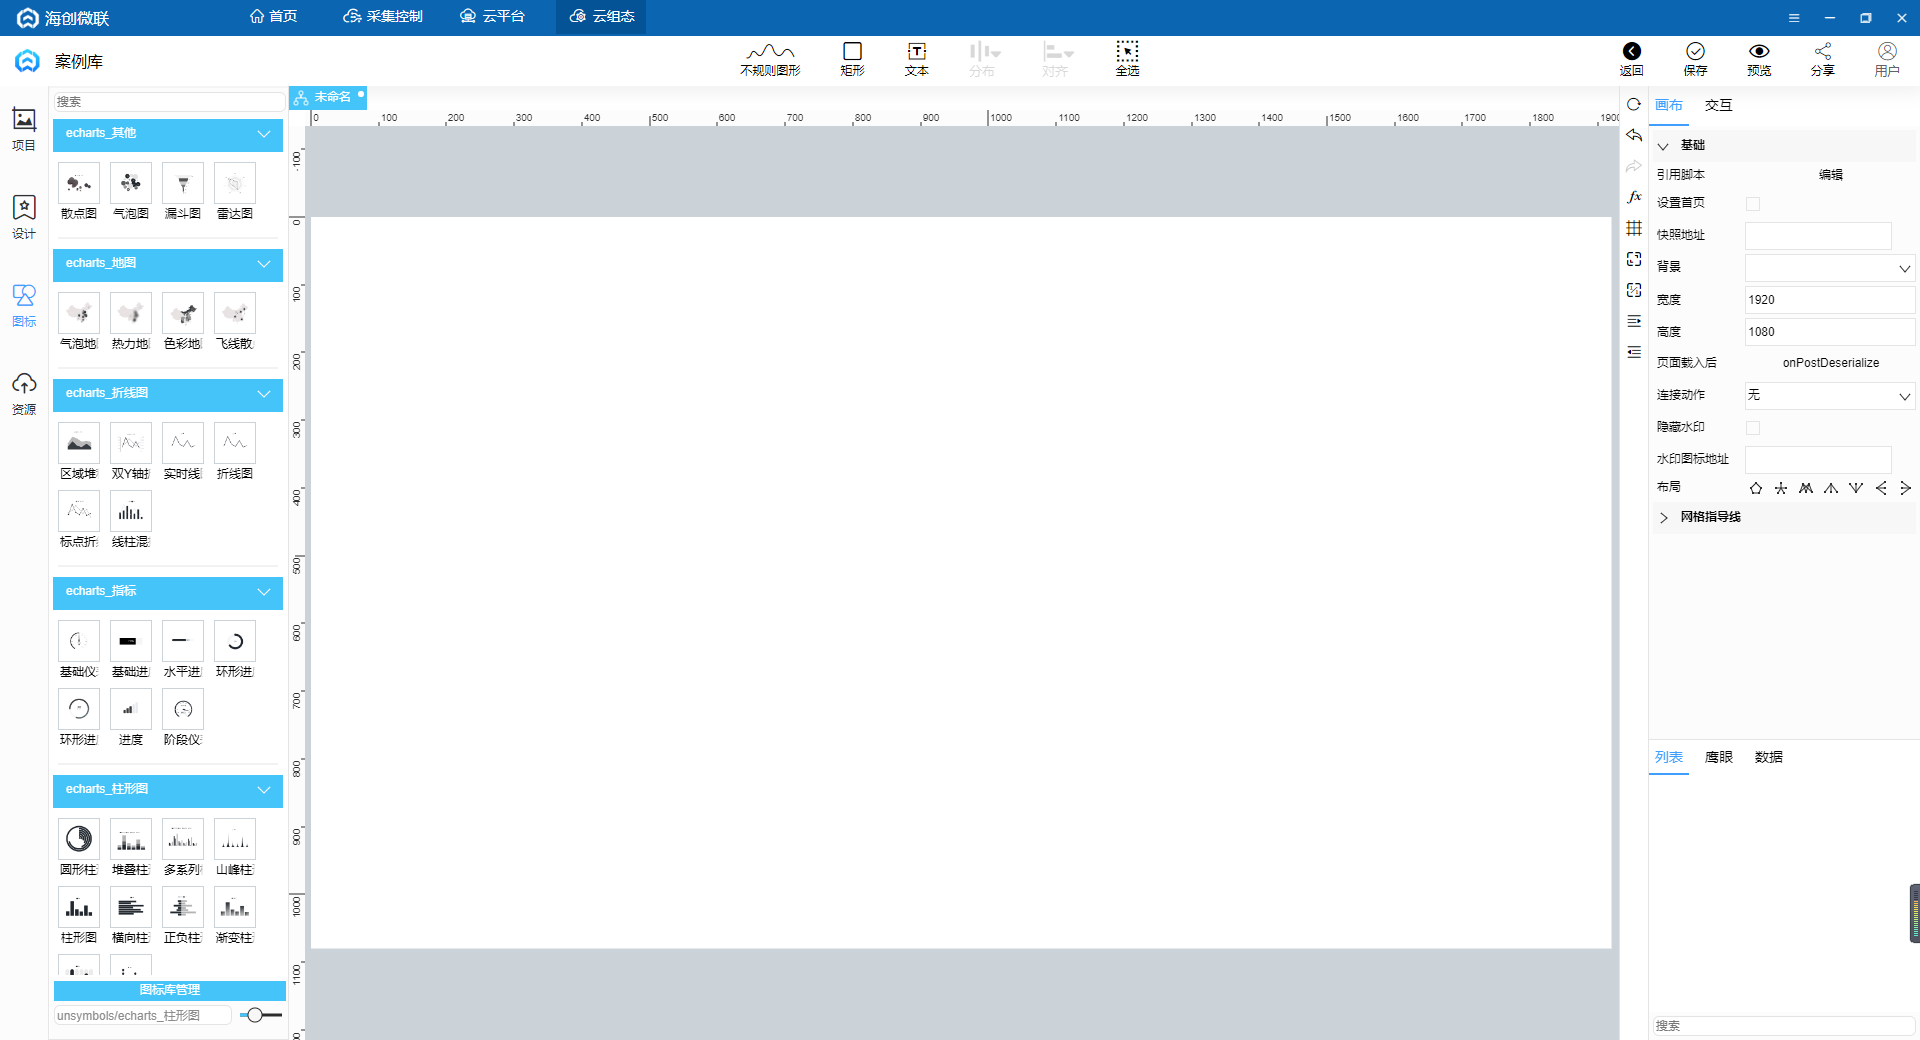 海创微联
首页
采集控制
云平台
云组态
案例库
不规则图形
矩形
文本
分布
对齐
全选
返回
保存
预览
分享
用户
项目
设计
图标
资源
搜索
echarts_其他
散点图
气泡图
漏斗图
雷达图
echarts_地图
气泡地
热力地
色彩地
飞线散
echarts_折线图
区域堆
双Y轴
实时线
折线图
标点折
线柱混
echarts_指标
基础仪
基础进
水平进
环形进
环形进
进度
阶段仪
echarts_柱形图
圆形柱
堆叠柱
多系列
山峰柱
柱形图
横向柱
正负柱
渐变柱
图标库管理
unsymbols/echarts_柱形图
未命名
0 100 200 300 400 500 600 700 800 900 1000 1100 1200 1300 1400 1500 1600 1700 1800 1900
-100
0
100
200
300
400
500
600
700
800
900
1000
1100
画布
交互
基础
引用脚本
编辑
设置首页
快照地址
背景
宽度
1920
高度
1080
页面载入后
onPostDeserialize
连接动作
无
隐藏水印
水印图标地址
布局
网格指导线
列表
鹰眼
数据
搜索